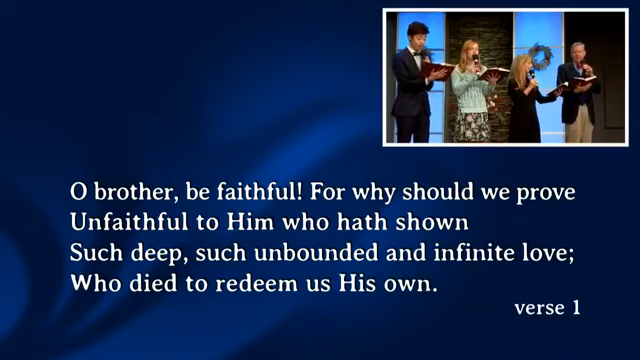 O brother, be faithful! For why should we prove
Unfaithful to Him who hath shown
Such deep, such unbounded and infinite love;
Who died to redeem us His own.
verse 1